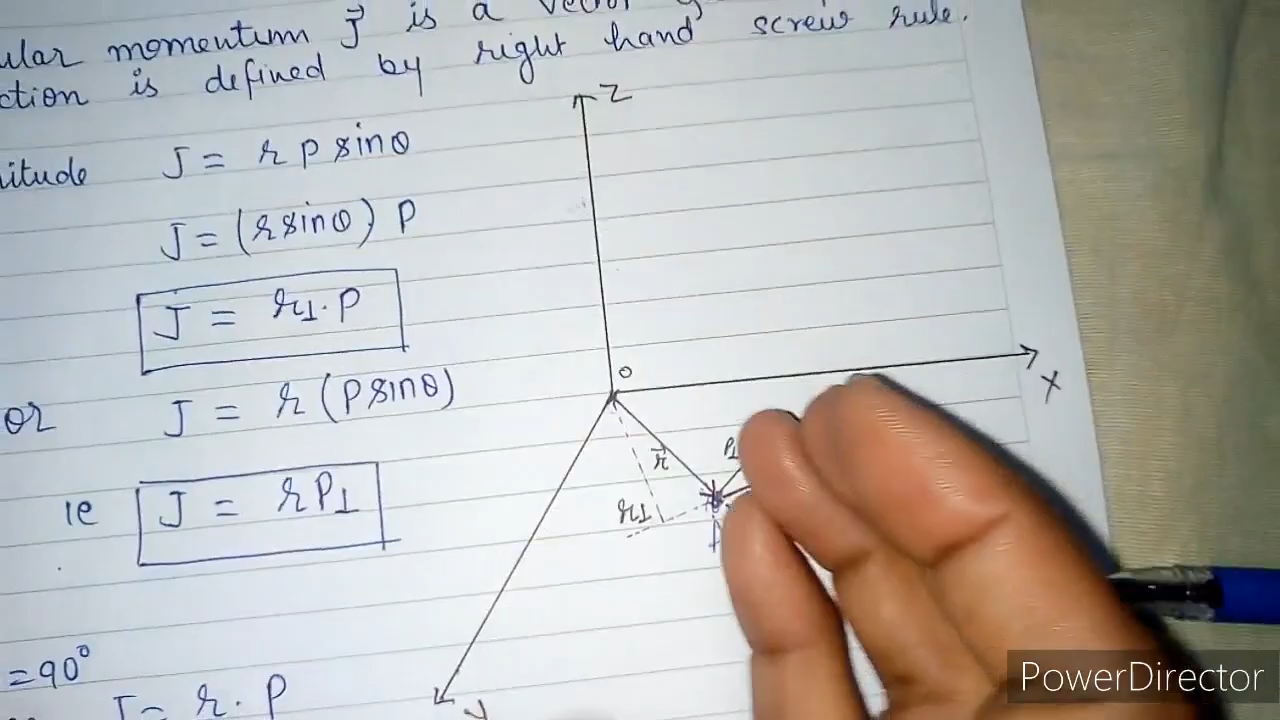 ular momentum J⃗ is a vector
ction is defined by right hand screw rule.
itude J = r p sinθ
J = (r sinθ) P
J = r⊥ . P
or J = r (P sinθ)
ie J = r P⊥
= 90°
J = r . P
Z
O
X
r⃗
P⊥
r⊥
Y
PowerDirector